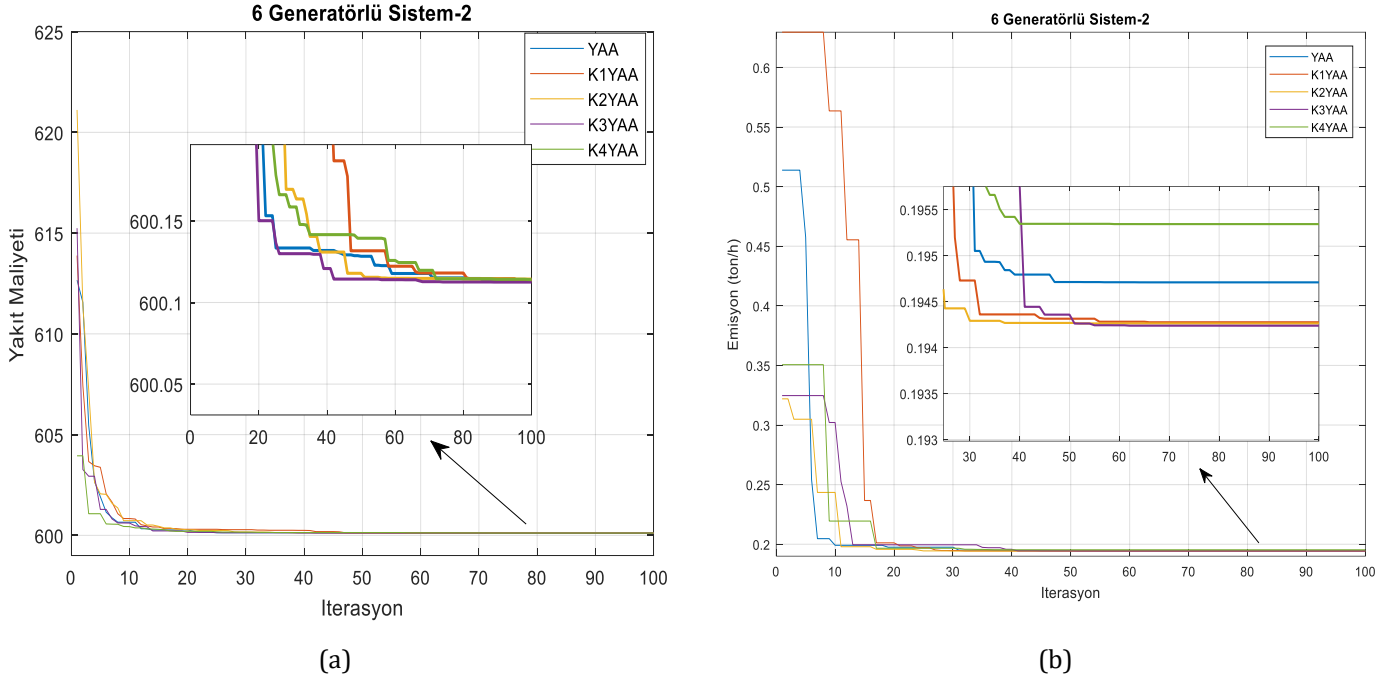 6 Generatörlü Sistem-2
625
620
615
610
605
600
Yakıt Maliyeti
0 10 20 30 40 50 60 70 80 90 100
Iterasyon
YAA
K1YAA
K2YAA
K3YAA
K4YAA
600.15
600.1
600.05
0 20 40 60 80 100
(a)
6 Generatörlü Sistem-2
0.6
0.55
0.5
0.45
0.4
0.35
0.3
0.25
0.2
Emisyon (ton/h)
0 10 20 30 40 50 60 70 80 90 100
Iterasyon
YAA
K1YAA
K2YAA
K3YAA
K4YAA
0.1955
0.195
0.1945
0.194
0.1935
0.193
30 40 50 60 70 80 90 100
(b)